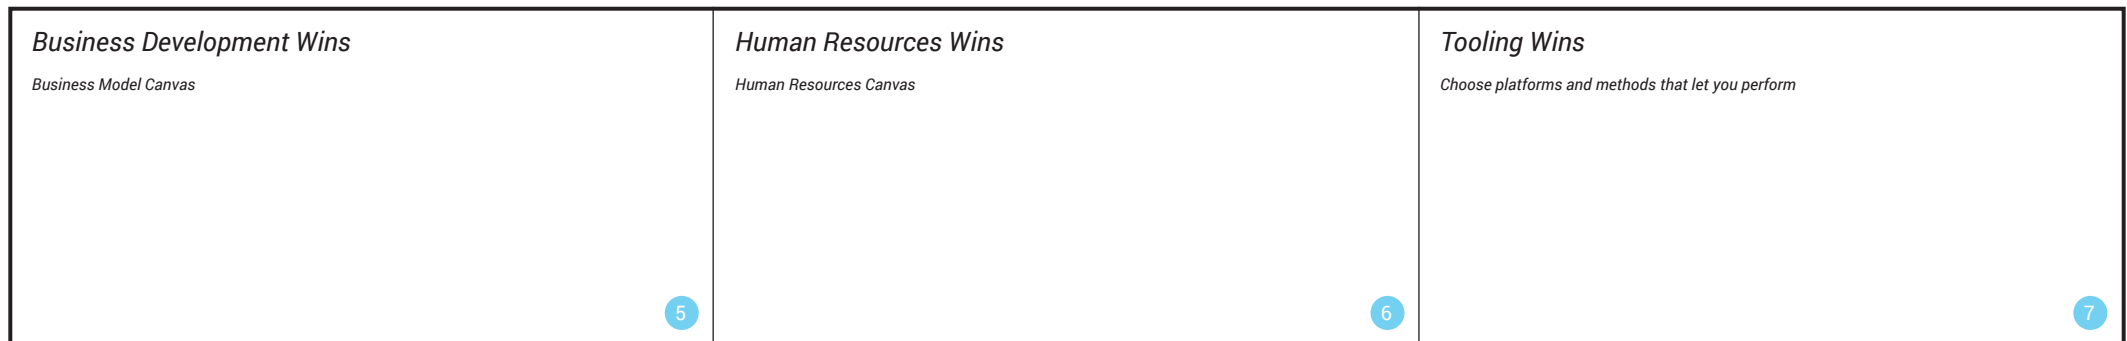 Business Development Wins
Business Model Canvas
5
Human Resources Wins
Human Resources Canvas
6
Tooling Wins
Choose platforms and methods that let you perform
7